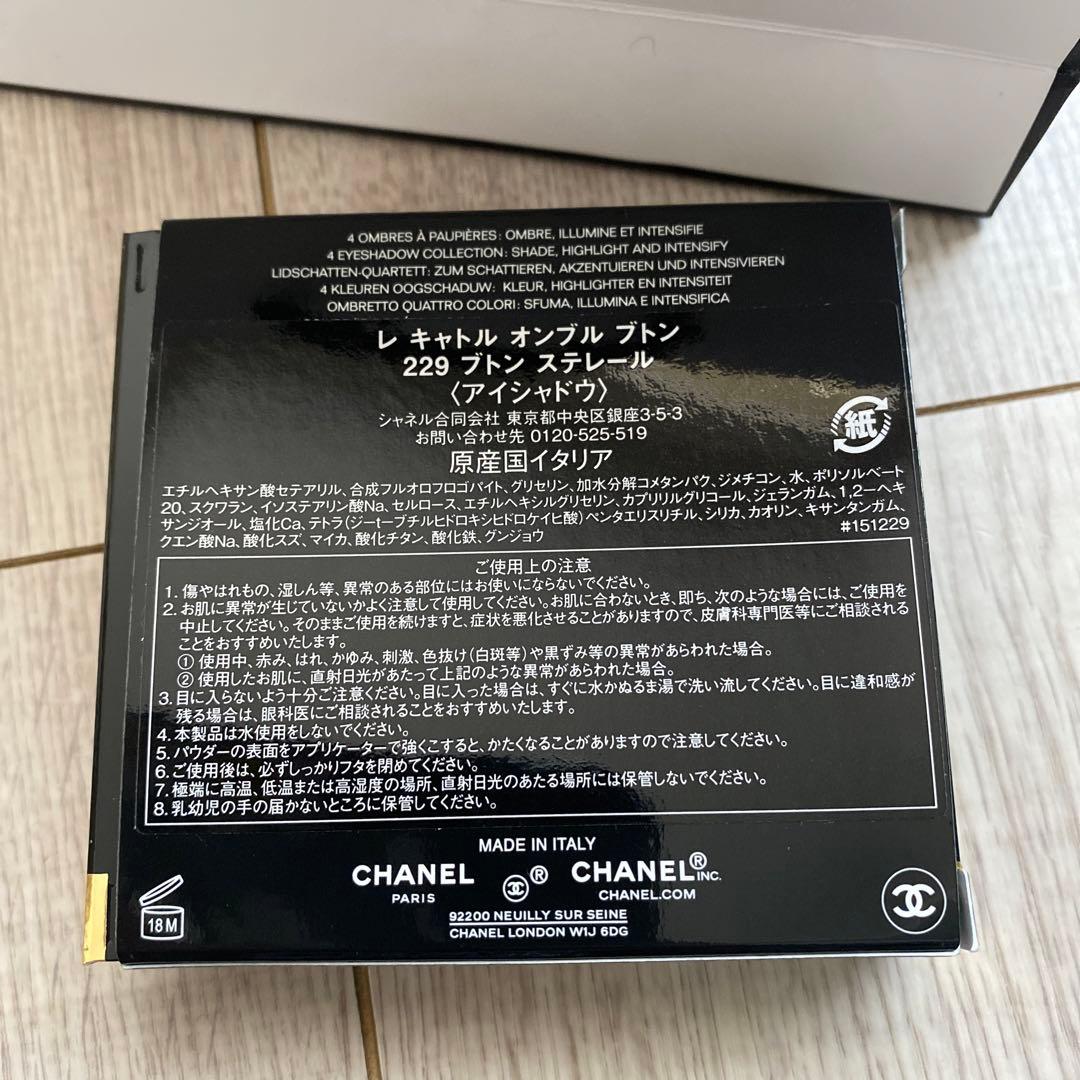 4 OMBRES À PAUPIÈRES: OMBRE, ILLUMINE ET INTENSIFIE
4 EYESHADOW COLLECTION: SHADE, HIGHLIGHT AND INTENSIFY
LIDSCHATTEN-QUARTETT: ZUM SCHATTIEREN, AKZENTUIEREN UND INTENSIVIEREN
4 KLEUREN OOGSCHADUW: KLEUR, HIGHLIGHTER EN INTENSITEIT
OMBRETTO QUATTRO COLORI: SFUMA, ILLUMINA E INTENSIFICA
レ キャトル オンブル ブトン
229 ブトン ステレール
〈アイシャドウ〉
シャネル合同会社 東京都中央区銀座3-5-3
お問い合わせ先 0120-525-519
原産国イタリア
紙
エチルヘキサン酸セテアリル、合成フルオロフロゴパイト、グリセリン、加水分解コメタンパク、ジメチコン、水、ポリソルベート
20、スクワラン、イソステアリン酸Na、セルロース、エチルヘキシルグリセリン、カプリリルグリコール、ジェランガム、1,2-ヘキ
サンジオール、塩化Ca、テトラ(ジ-t-ブチルヒドロキシヒドロケイヒ酸)ペンタエリスリチル、シリカ、カオリン、キサンタンガム、
クエン酸Na、酸化スズ、マイカ、酸化チタン、酸化鉄、グンジョウ #151229
ご使用上の注意
1. 傷やはれもの、湿しん等、異常のある部位にはお使いにならないでください。
2. お肌に異常が生じていないかよく注意して使用してください。お肌に合わないとき、即ち、次のような場合には、ご使用を
中止してください。そのままご使用を続けますと、症状を悪化させることがありますので、皮膚科専門医等にご相談される
ことをおすすめいたします。
① 使用中、赤み、はれ、かゆみ、刺激、色抜け(白斑等)や黒ずみ等の異常があらわれた場合。
② 使用したお肌に、直射日光があたって上記のような異常があらわれた場合。
3. 目に入らないよう十分ご注意ください。目に入った場合は、すぐに水かぬるま湯で洗い流してください。目に違和感が
残る場合は、眼科医にご相談されることをおすすめいたします。
4. 本製品は水使用をしないでください。
5. パウダーの表面をアプリケーターで強くこすると、かたくなることがありますので注意してください。
6. ご使用後は、必ずしっかりフタを閉めてください。
7. 極端に高温、低温または高湿度の場所、直射日光のあたる場所には保管しないでください。
8. 乳幼児の手の届かないところに保管してください。
MADE IN ITALY
CHANEL ® CHANEL® INC.
PARIS CHANEL.COM
92200 NEUILLY SUR SEINE
CHANEL LONDON W1J 6DG
18 M